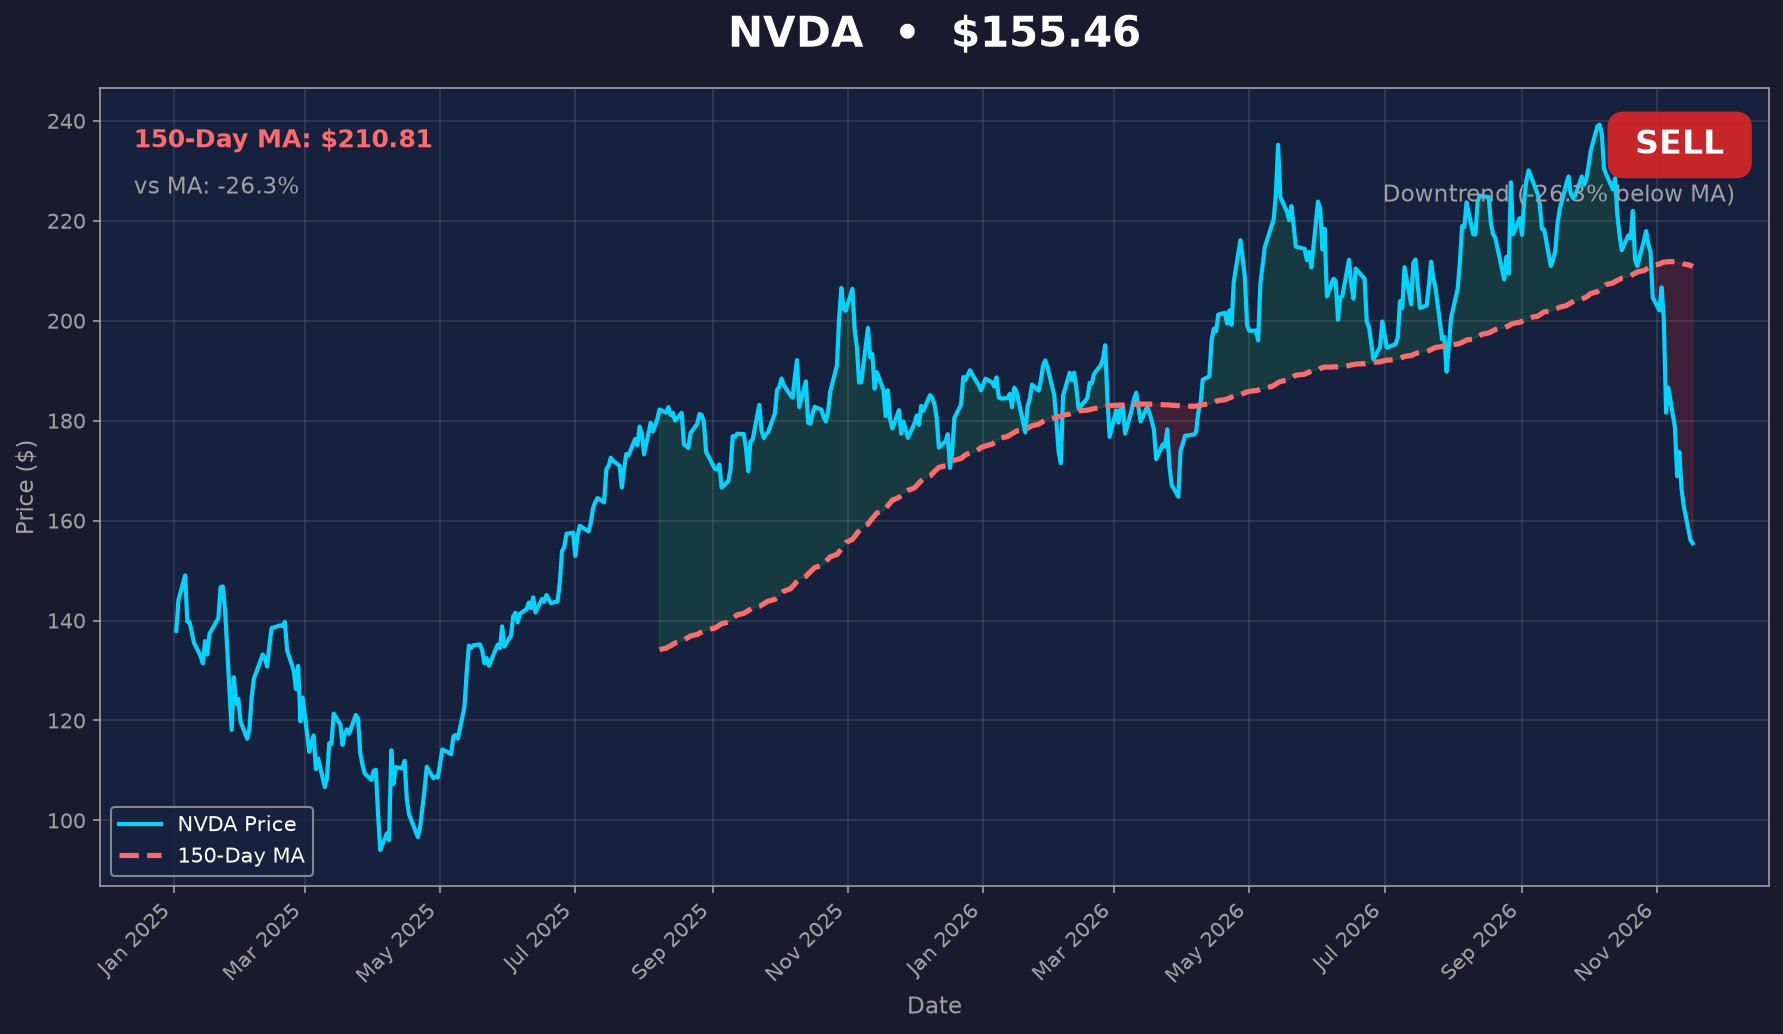 NVDA • $155.46
150-Day MA: $210.81
vs MA: -26.3%
SELL
Downtrend (-26.3% below MA)
240
220
200
180
160
140
120
100
Price ($)
NVDA Price
150-Day MA
Jan 2025
Mar 2025
May 2025
Jul 2025
Sep 2025
Nov 2025
Jan 2026
Mar 2026
May 2026
Jul 2026
Sep 2026
Nov 2026
Date